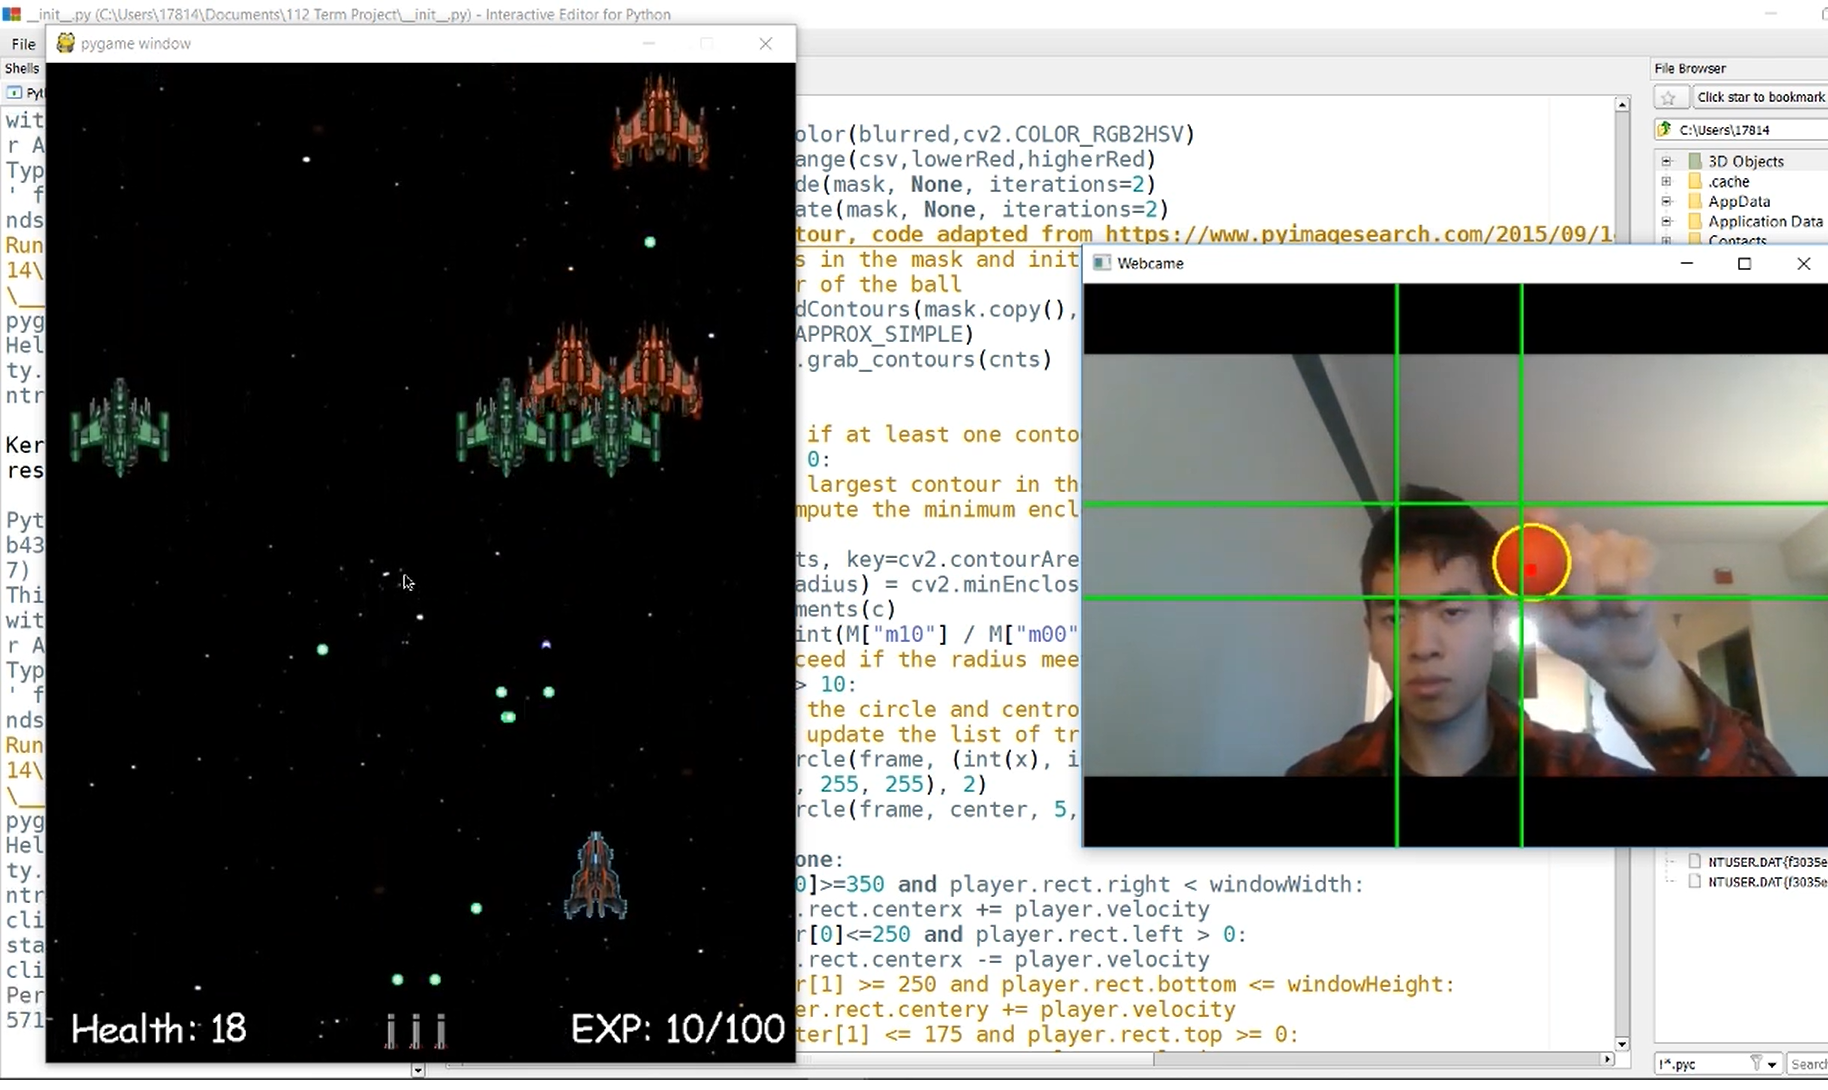 __init__.py (C:\Users\17814\Documents\112 Term Project\__init__.py) - Interactive Editor for Python
File
pygame window
Shells
File Browser
Pyt
Click star to bookmark
C:\Users\17814
3D Objects
.cache
AppData
Application Data
Contacts
wit
r A
Typ
' f
nds
Run
14\
\__
pyg
Hel
ty.
ntr
Ker
res
Pyt
b43
7)
Thi
wit
r A
Typ
' f
nds
Run
14\
\__
pyg
Hel
ty.
ntr
cli
sta
cli
Per
571
olor(blurred,cv2.COLOR_RGB2HSV)
ange(csv,lowerRed,higherRed)
de(mask, None, iterations=2)
ate(mask, None, iterations=2)
tour, code adapted from https://www.pyimagesearch.com/2015/09/1
s in the mask and init
r of the ball
dContours(mask.copy(),
APPROX_SIMPLE)
.grab_contours(cnts)
if at least one conto
0:
largest contour in th
mpute the minimum encl
ts, key=cv2.contourAre
adius) = cv2.minEnclos
ments(c)
int(M["m10"] / M["m00"
ceed if the radius mee
> 10:
the circle and centro
update the list of tr
rcle(frame, (int(x), i
, 255, 255), 2)
rcle(frame, center, 5,
one:
0]>=350 and player.rect.right < windowWidth:
.rect.centerx += player.velocity
r[0]<=250 and player.rect.left > 0:
.rect.centerx -= player.velocity
r[1] >= 250 and player.rect.bottom <= windowHeight:
er.rect.centery += player.velocity
ter[1] <= 175 and player.rect.top >= 0:
Webcame
NTUSER.DAT{f3035e
NTUSER.DAT{f3035e
Health: 18
EXP: 10/100
!*.pyc
Searc